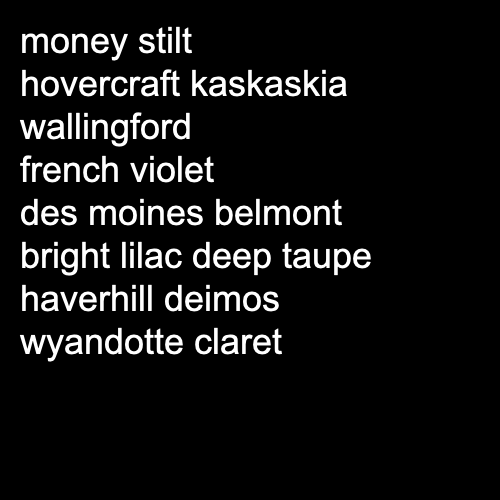 money stilt
hovercraft kaskaskia
wallingford
french violet
des moines belmont
bright lilac deep taupe
haverhill deimos
wyandotte claret